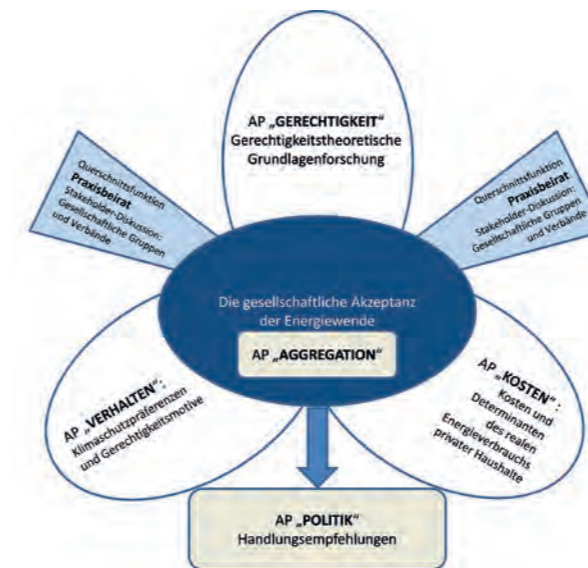 AP „GERECHTIGKEIT“
Gerechtigkeitstheoretische
Grundlagenforschung
Querschnittsfunktion
Praxisbeirat
Stakeholder-Diskussion:
Gesellschaftliche Gruppen
und Verbände
Querschnittsfunktion
Praxisbeirat
Stakeholder-Diskussion:
Gesellschaftliche Gruppen
und Verbände
Die gesellschaftliche Akzeptanz
der Energiewende
AP „AGGREGATION“
AP „VERHALTEN“:
Klimaschutzpräferenzen
und Gerechtigkeitsmotive
AP „KOSTEN“ :
Kosten und
Determinanten
des realen
Energieverbrauchs
privater Haushalte
AP „POLITIK“
Handlungsempfehlungen